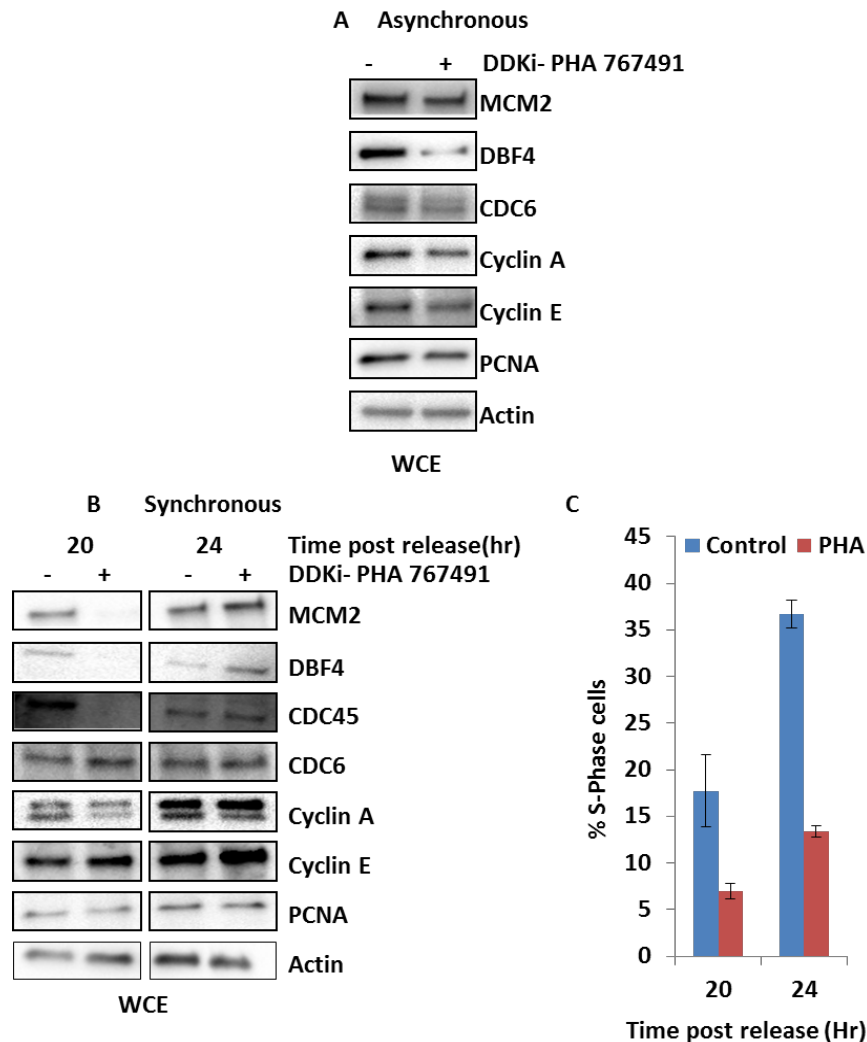 A Asynchronous
- + DDKi- PHA 767491
MCM2
DBF4
CDC6
Cyclin A
Cyclin E
PCNA
Actin
WCE
B Synchronous
20 24 Time post release(hr)
- + - + DDKi- PHA 767491
MCM2
DBF4
CDC45
CDC6
Cyclin A
Cyclin E
PCNA
Actin
WCE
C
Control PHA
% S-Phase cells
45
40
35
30
25
20
15
10
5
0
20 24
Time post release (Hr)